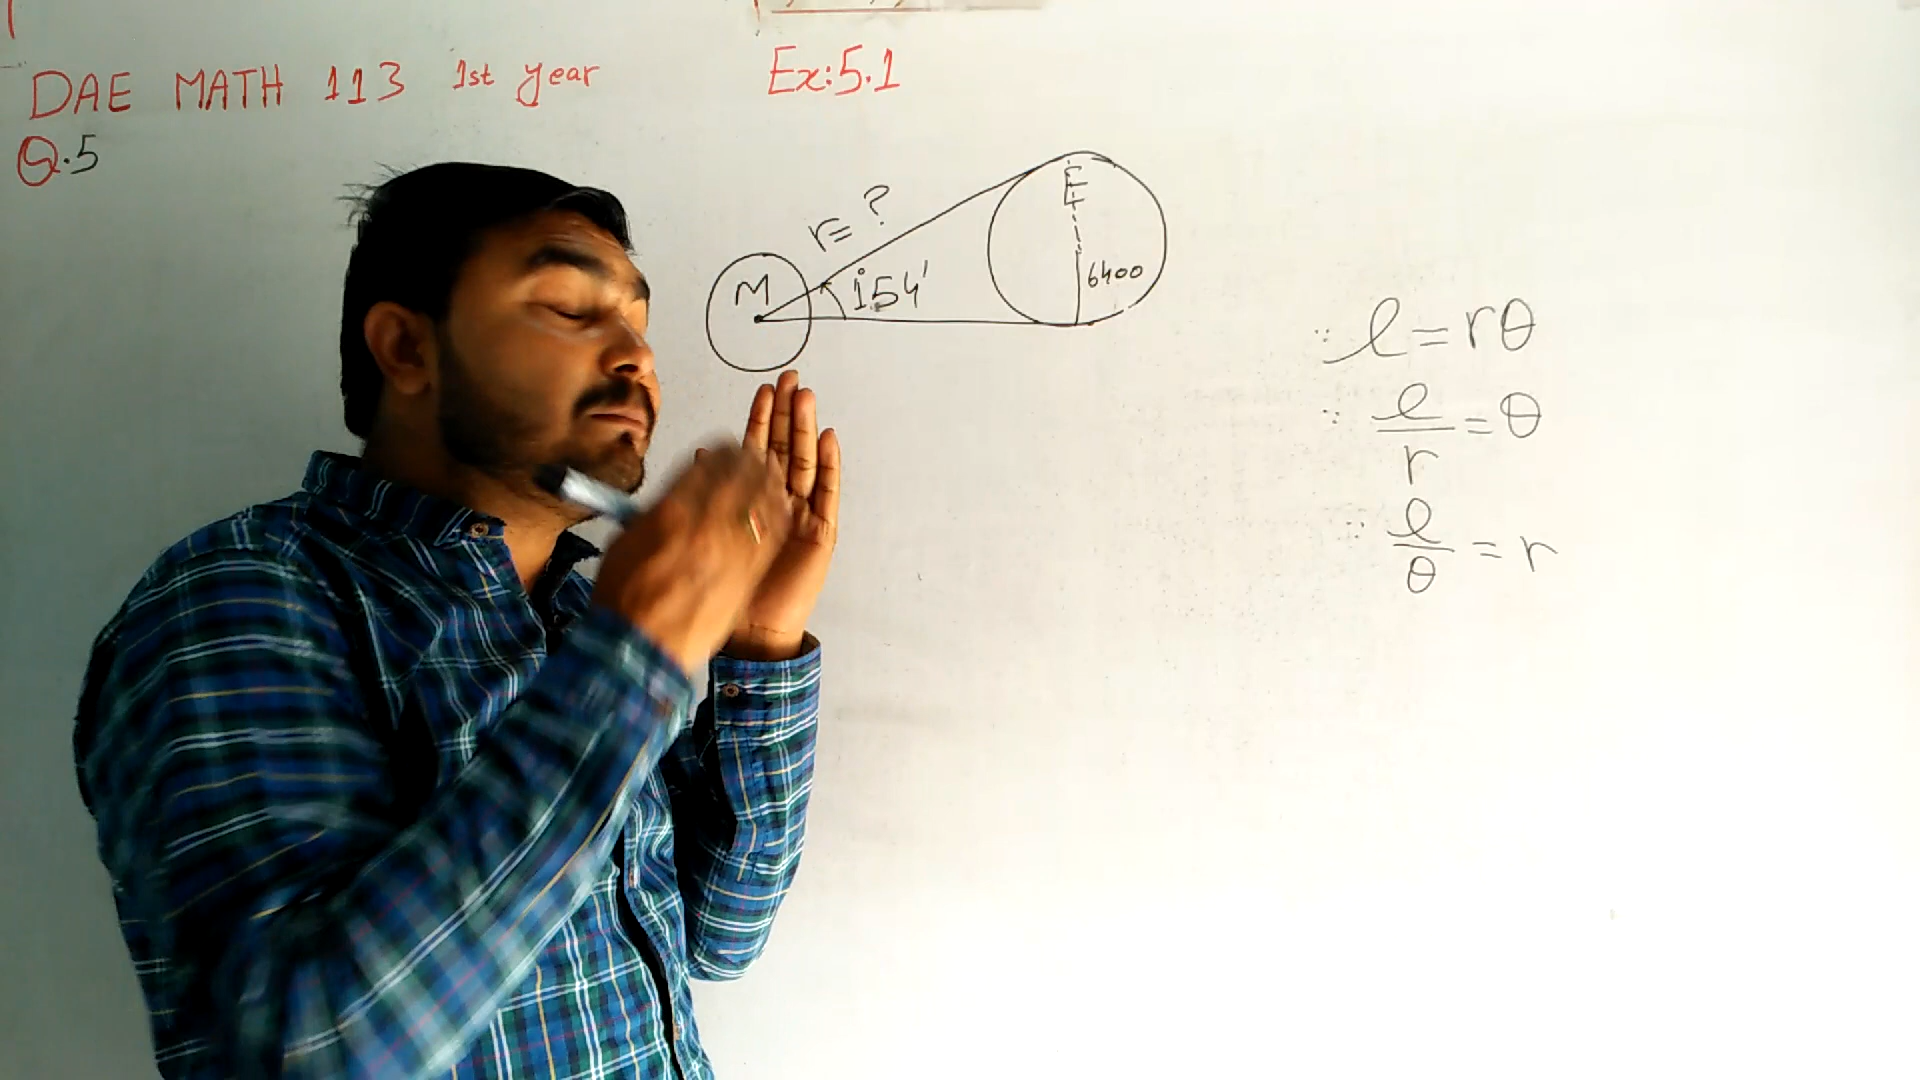 DAE MATH 113 1st year
Ex:5.1
Q.5
r= ?
E
M
1°54'
6400
∵ l=rθ
∵ l/r=θ
∵ l/θ=r